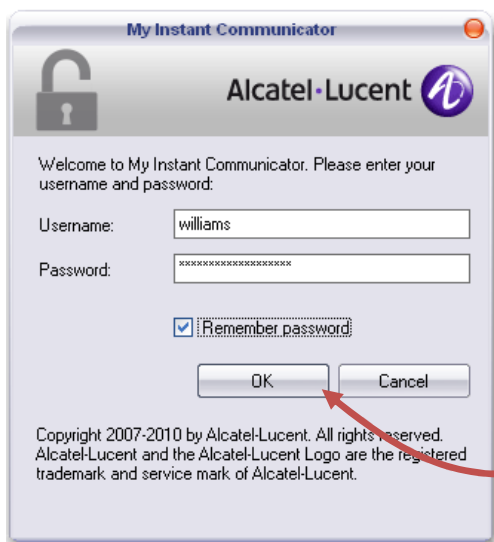 My Instant Communicator
Alcatel·Lucent
Welcome to My Instant Communicator. Please enter your
username and password:
Username:
williams
Password:
*******************
Remember password
OK
Cancel
Copyright 2007-2010 by Alcatel-Lucent. All rights reserved.
Alcatel-Lucent and the Alcatel-Lucent Logo are the registered
trademark and service mark of Alcatel-Lucent.